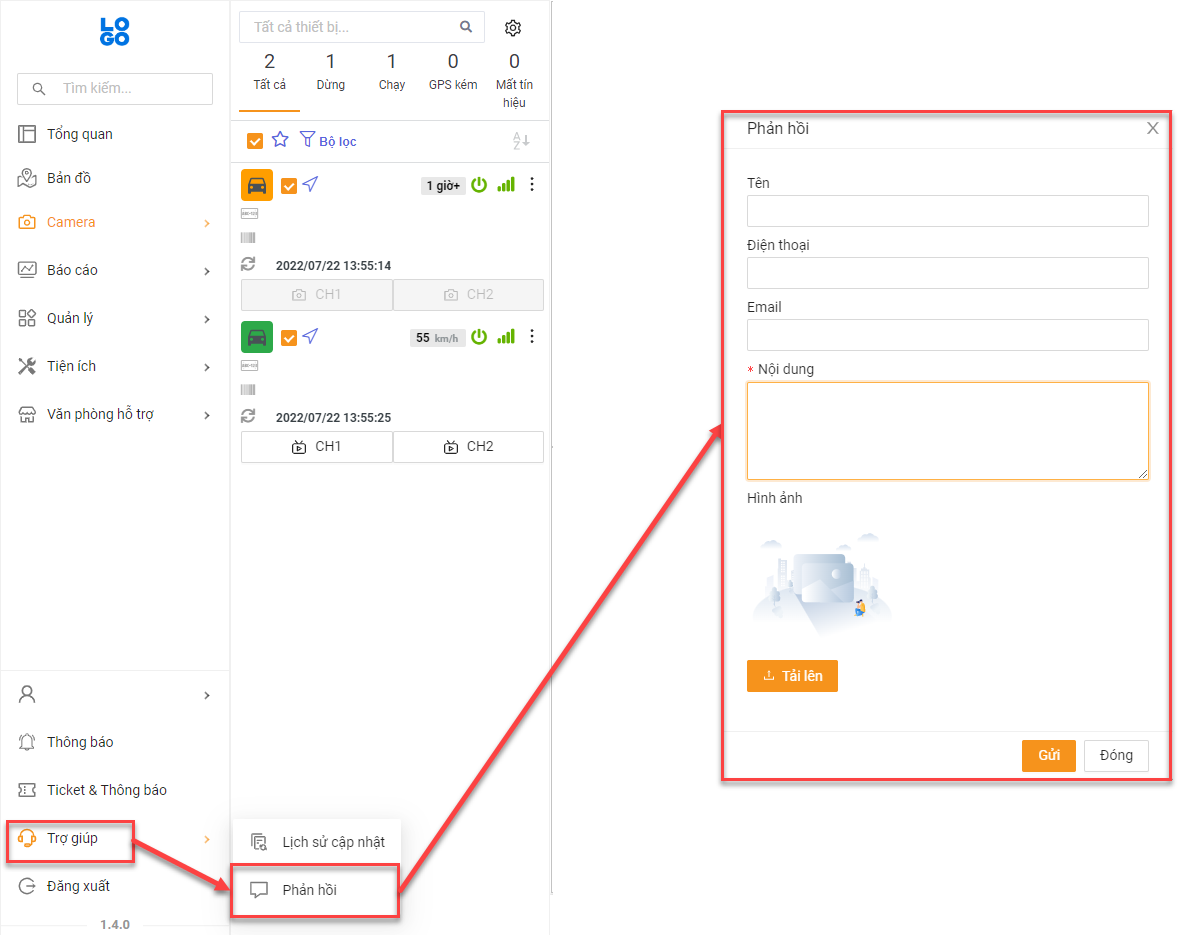 LO
GO
Tìm kiếm...
Tổng quan
Bản đồ
Camera
Báo cáo
Quản lý
Tiện ích
Văn phòng hỗ trợ
Thông báo
Ticket & Thông báo
Trợ giúp
Đăng xuất
1.4.0
Tất cả thiết bị...
2 1 1 0 0
Tất cả Dừng Chạy GPS kém Mất tín
hiệu
Bộ lọc
A
Z
1 giờ+
ABC-123
2022/07/22 13:55:14
CH1 CH2
55 km/h
ABC-123
2022/07/22 13:55:25
CH1 CH2
Lịch sử cập nhật
Phản hồi
Phản hồi
Tên
Điện thoại
Email
* Nội dung
Hình ảnh
Tải lên
Gửi Đóng